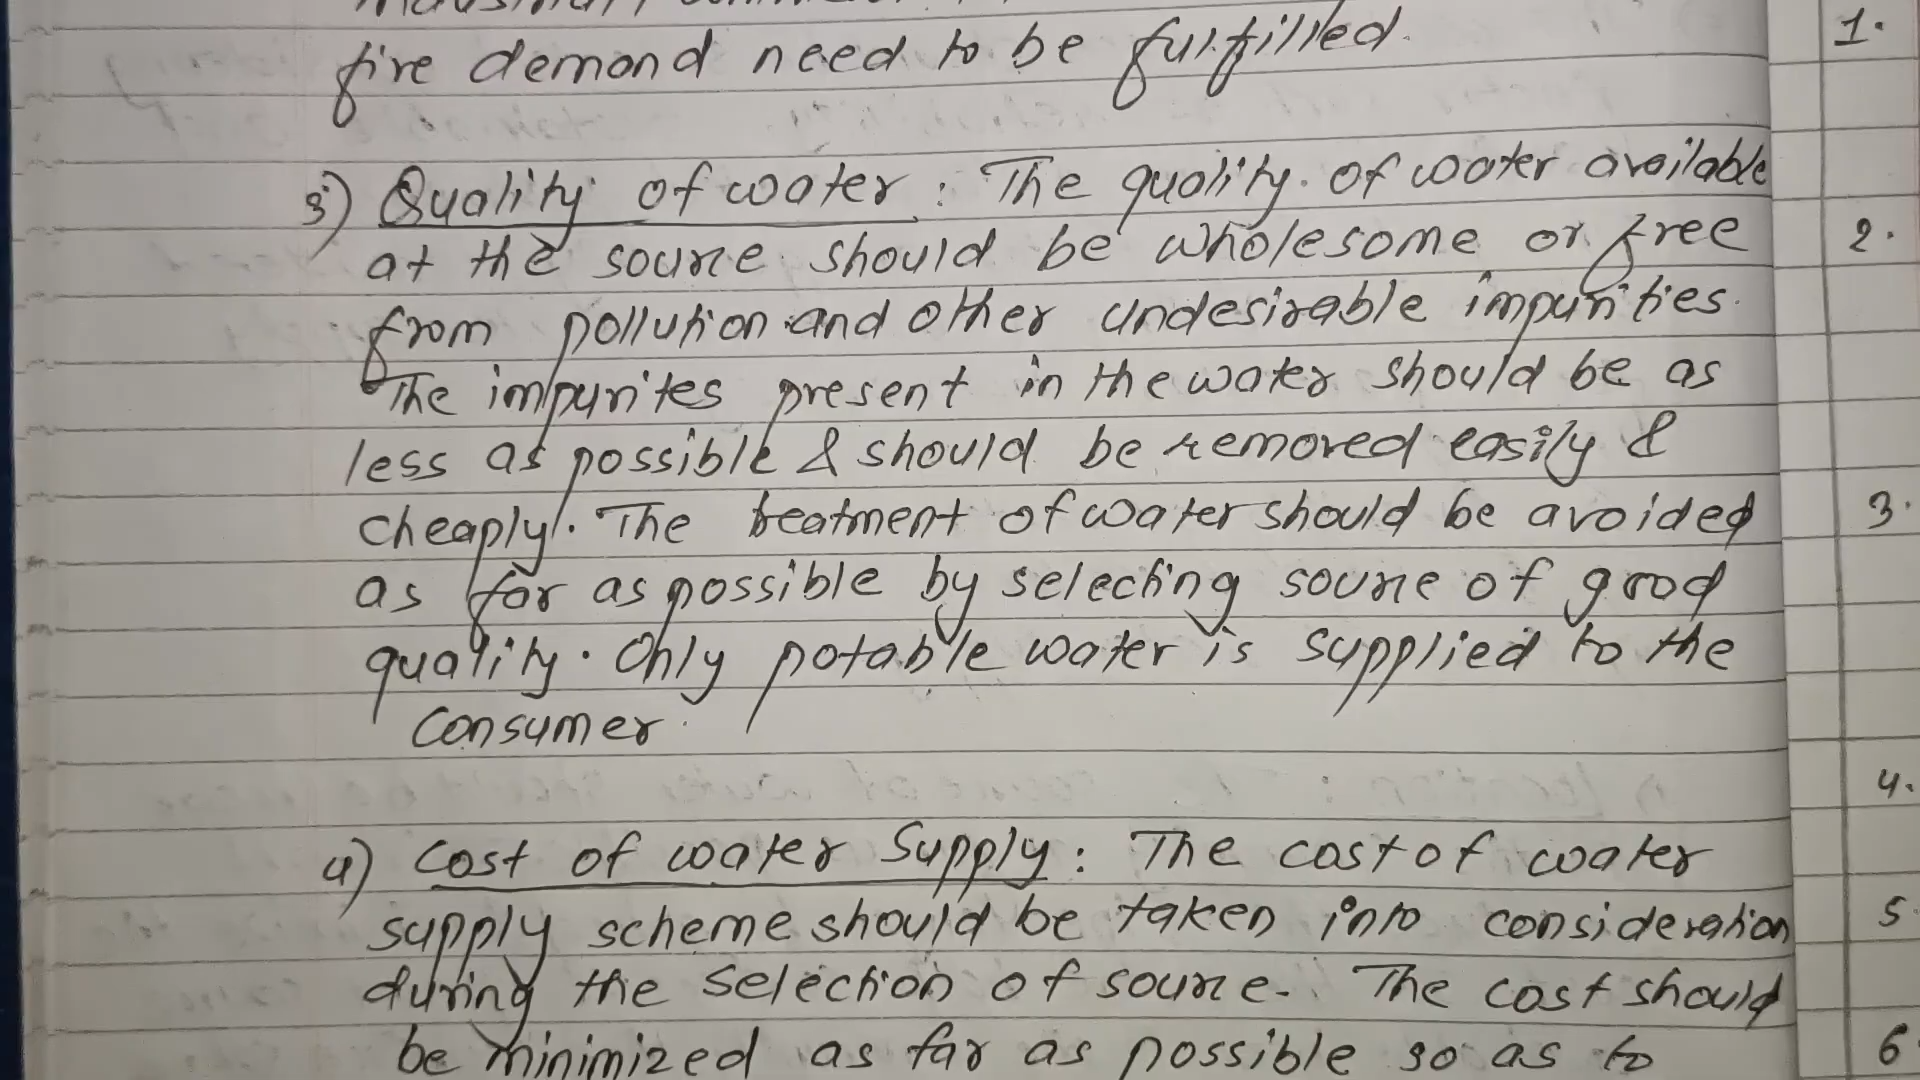 fire demand need to be fulfilled.
3) Quality of water : The quality of water available
at the source should be wholesome or free
from pollution and other undesirable impurities.
The impurites present in the water should be as
less as possible & should be removed easily &
cheaply. The treatment of water should be avoided
as far as possible by selecting source of good
quality. Only potable water is supplied to the
consumer.
4) Cost of water Supply: The cost of water
supply scheme should be taken into consideration
during the selection of source. The cost should
be minimized as far as possible so as to
1.
2.
3.
4.
5
6